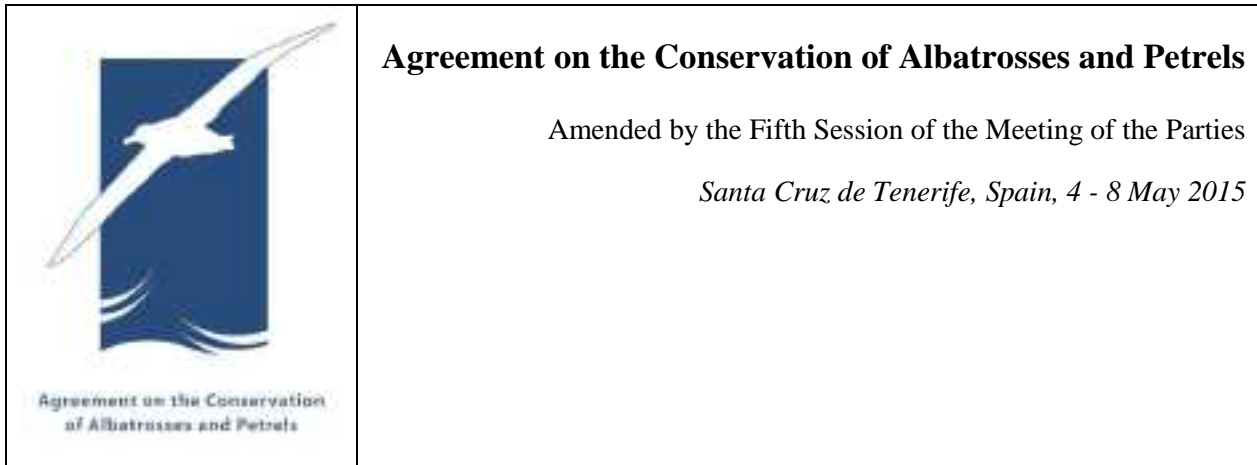 Agreement on the Conservation of Albatrosses and Petrels
Amended by the Fifth Session of the Meeting of the Parties
Santa Cruz de Tenerife, Spain, 4 - 8 May 2015
Agreement on the Conservation
of Albatrosses and Petrels